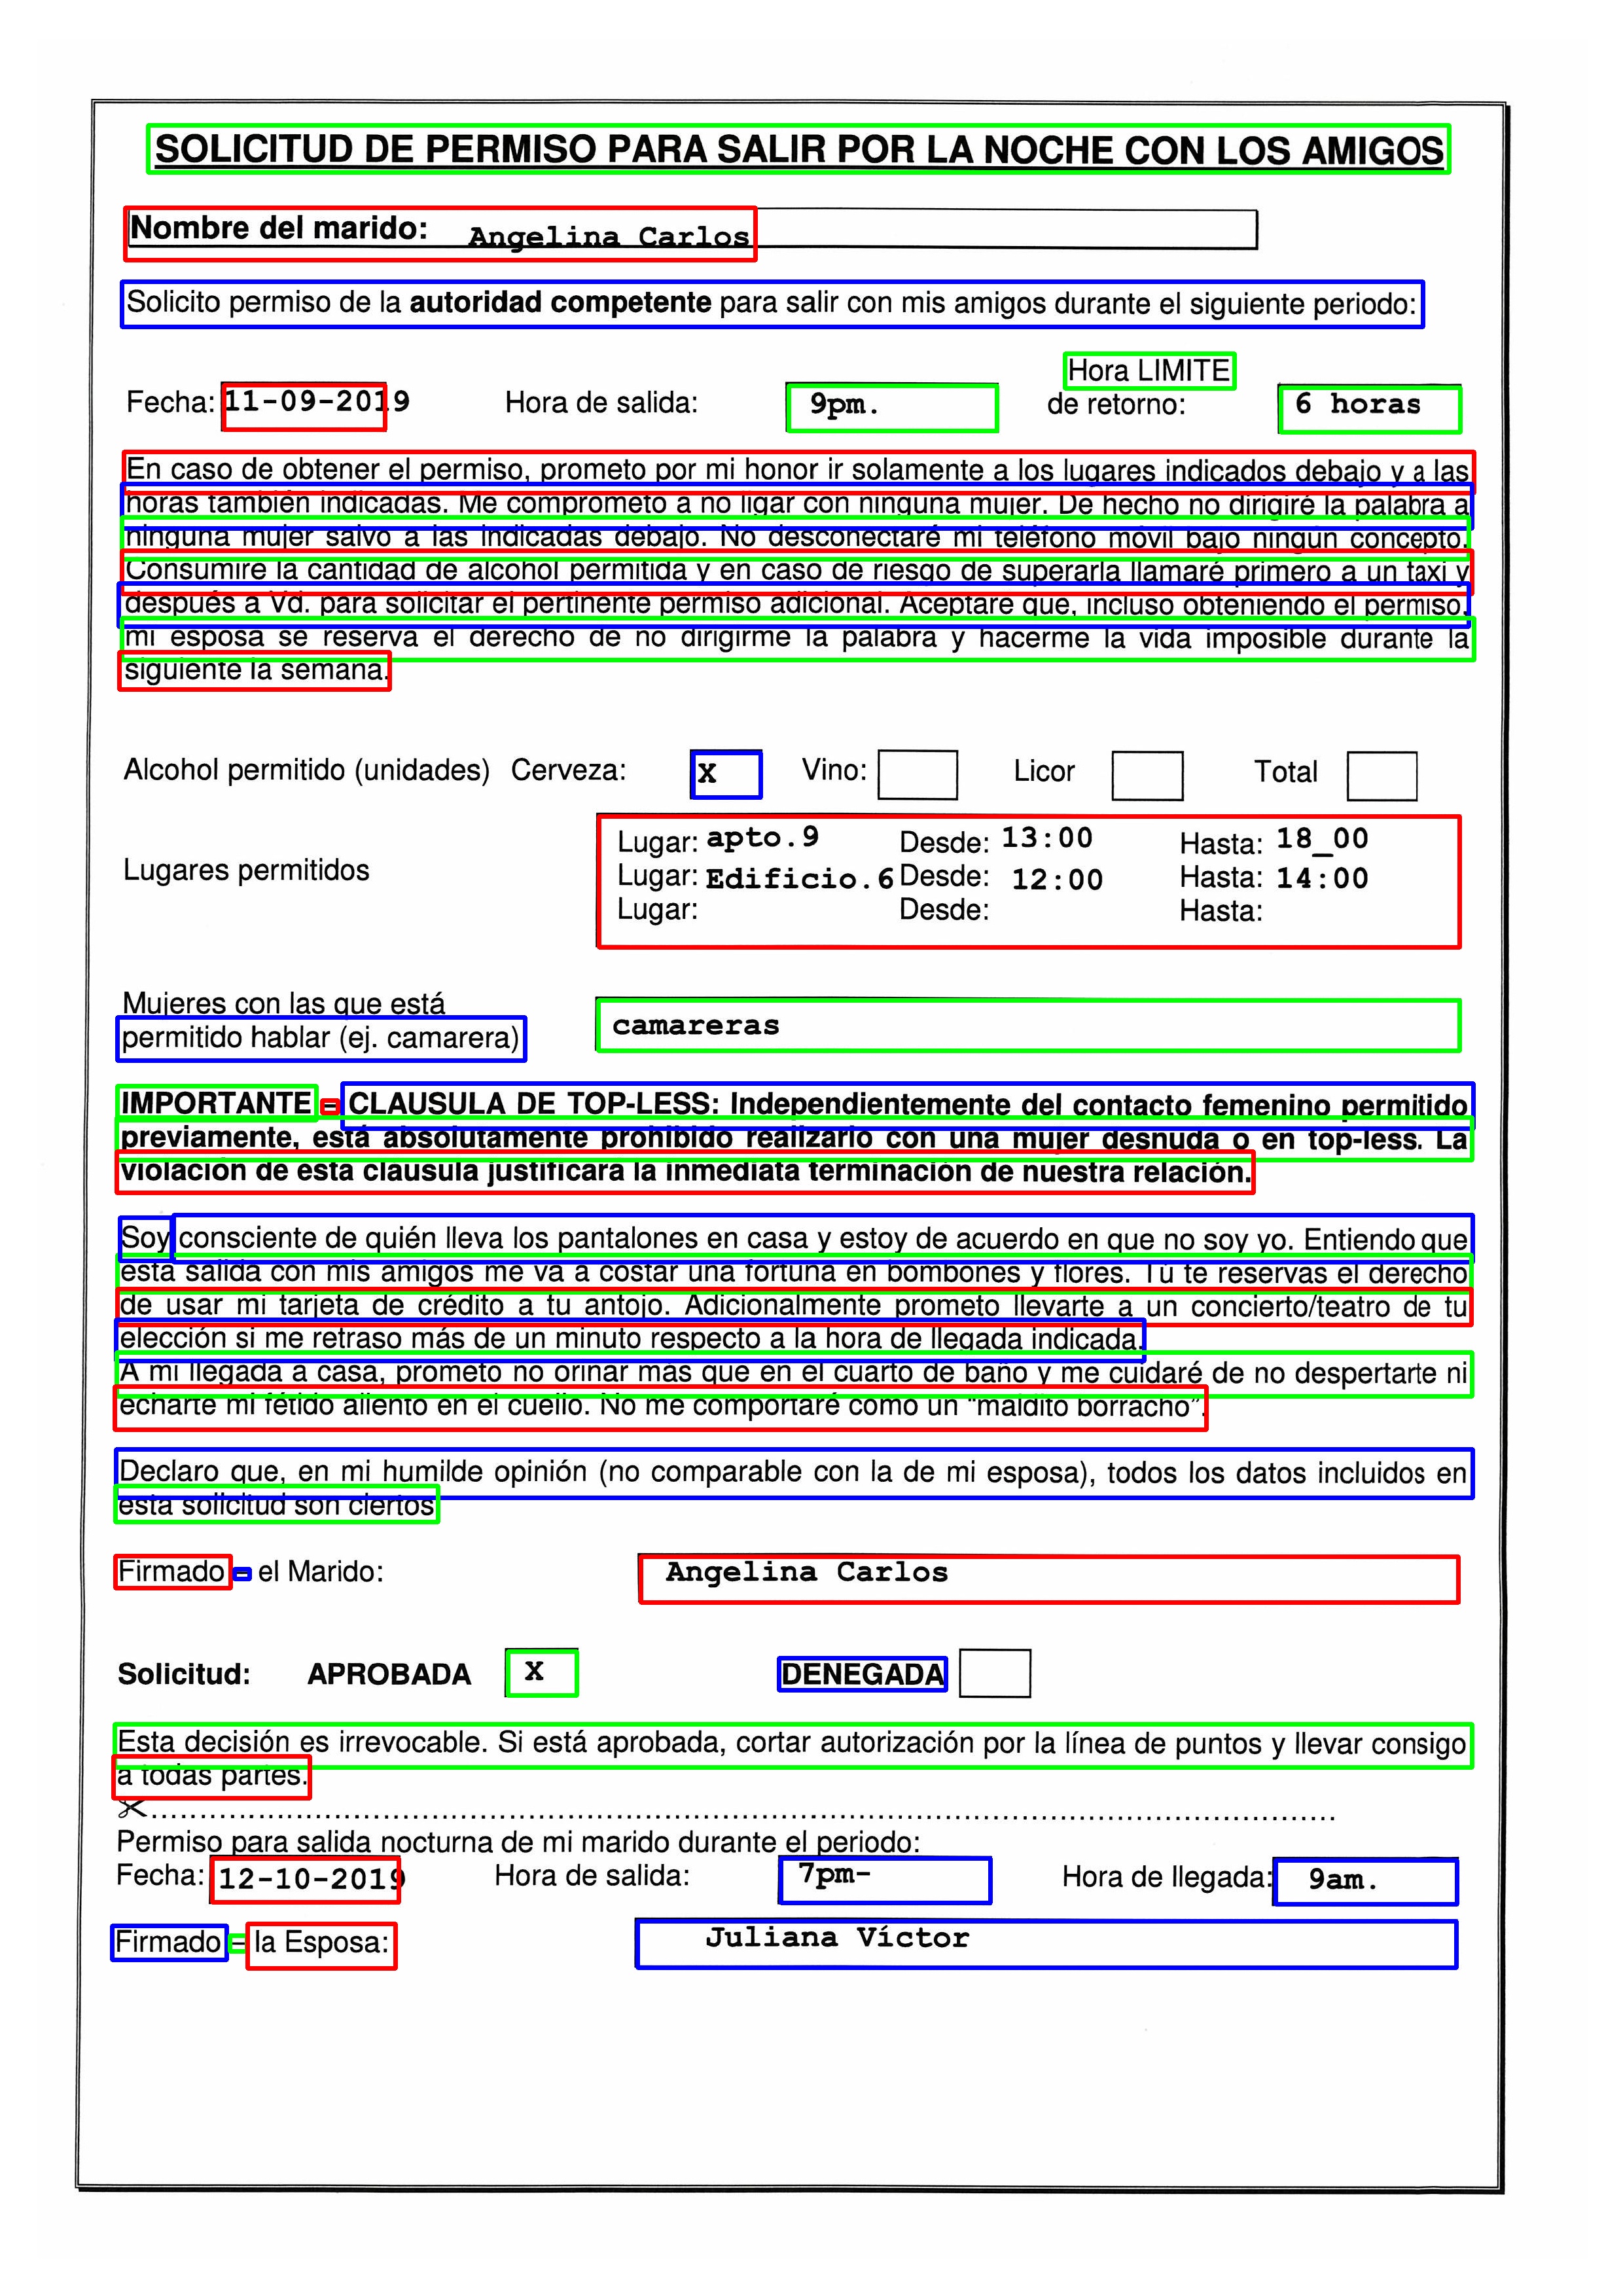 SOLICITUD DE PERMISO PARA SALIR POR LA NOCHE CON LOS AMIGOS
Nombre del marido: Angelina Carlos
Solicito permiso de la autoridad competente para salir con mis amigos durante el siguiente periodo:
Hora LIMITE
Fecha: 11-09-2019 Hora de salida: 9pm. de retorno: 6 horas
En caso de obtener el permiso, prometo por mi honor ir solamente a los lugares indicados debajo y a las
horas también indicadas. Me comprometo a no ligar con ninguna mujer. De hecho no dirigiré la palabra a
ninguna mujer salvo a las indicadas debajo. No desconectaré mi teléfono móvil bajo ningún concepto.
Consumiré la cantidad de alcohol permitida y en caso de riesgo de superarla llamaré primero a un taxi y
después a Vd. para solicitar el pertinente permiso adicional. Aceptaré que, incluso obteniendo el permiso,
mi esposa se reserva el derecho de no dirigirme la palabra y hacerme la vida imposible durante la
siguiente la semana.
Alcohol permitido (unidades) Cerveza: X Vino: Licor Total
Lugar: apto.9 Desde: 13:00 Hasta: 18_00
Lugares permitidos Lugar: Edificio.6 Desde: 12:00 Hasta: 14:00
Lugar: Desde: Hasta:
Mujeres con las que está
permitido hablar (ej. camarera) camareras
IMPORTANTE – CLAUSULA DE TOP-LESS: Independientemente del contacto femenino permitido
previamente, está absolutamente prohibido realizarlo con una mujer desnuda o en top-less. La
violación de esta cláusula justificará la inmediata terminación de nuestra relación.
Soy consciente de quién lleva los pantalones en casa y estoy de acuerdo en que no soy yo. Entiendo que
esta salida con mis amigos me va a costar una fortuna en bombones y flores. Tú te reservas el derecho
de usar mi tarjeta de crédito a tu antojo. Adicionalmente prometo llevarte a un concierto/teatro de tu
elección si me retraso más de un minuto respecto a la hora de llegada indicada.
A mi llegada a casa, prometo no orinar más que en el cuarto de baño y me cuidaré de no despertarte ni
echarte mi fétido aliento en el cuello. No me comportaré como un “maldito borracho”.
Declaro que, en mi humilde opinión (no comparable con la de mi esposa), todos los datos incluidos en
esta solicitud son ciertos
Firmado – el Marido: Angelina Carlos
Solicitud: APROBADA X DENEGADA
Esta decisión es irrevocable. Si está aprobada, cortar autorización por la línea de puntos y llevar consigo
a todas partes.
Permiso para salida nocturna de mi marido durante el periodo:
Fecha: 12-10-2019 Hora de salida: 7pm- Hora de llegada: 9am.
Firmado – la Esposa: Juliana Víctor